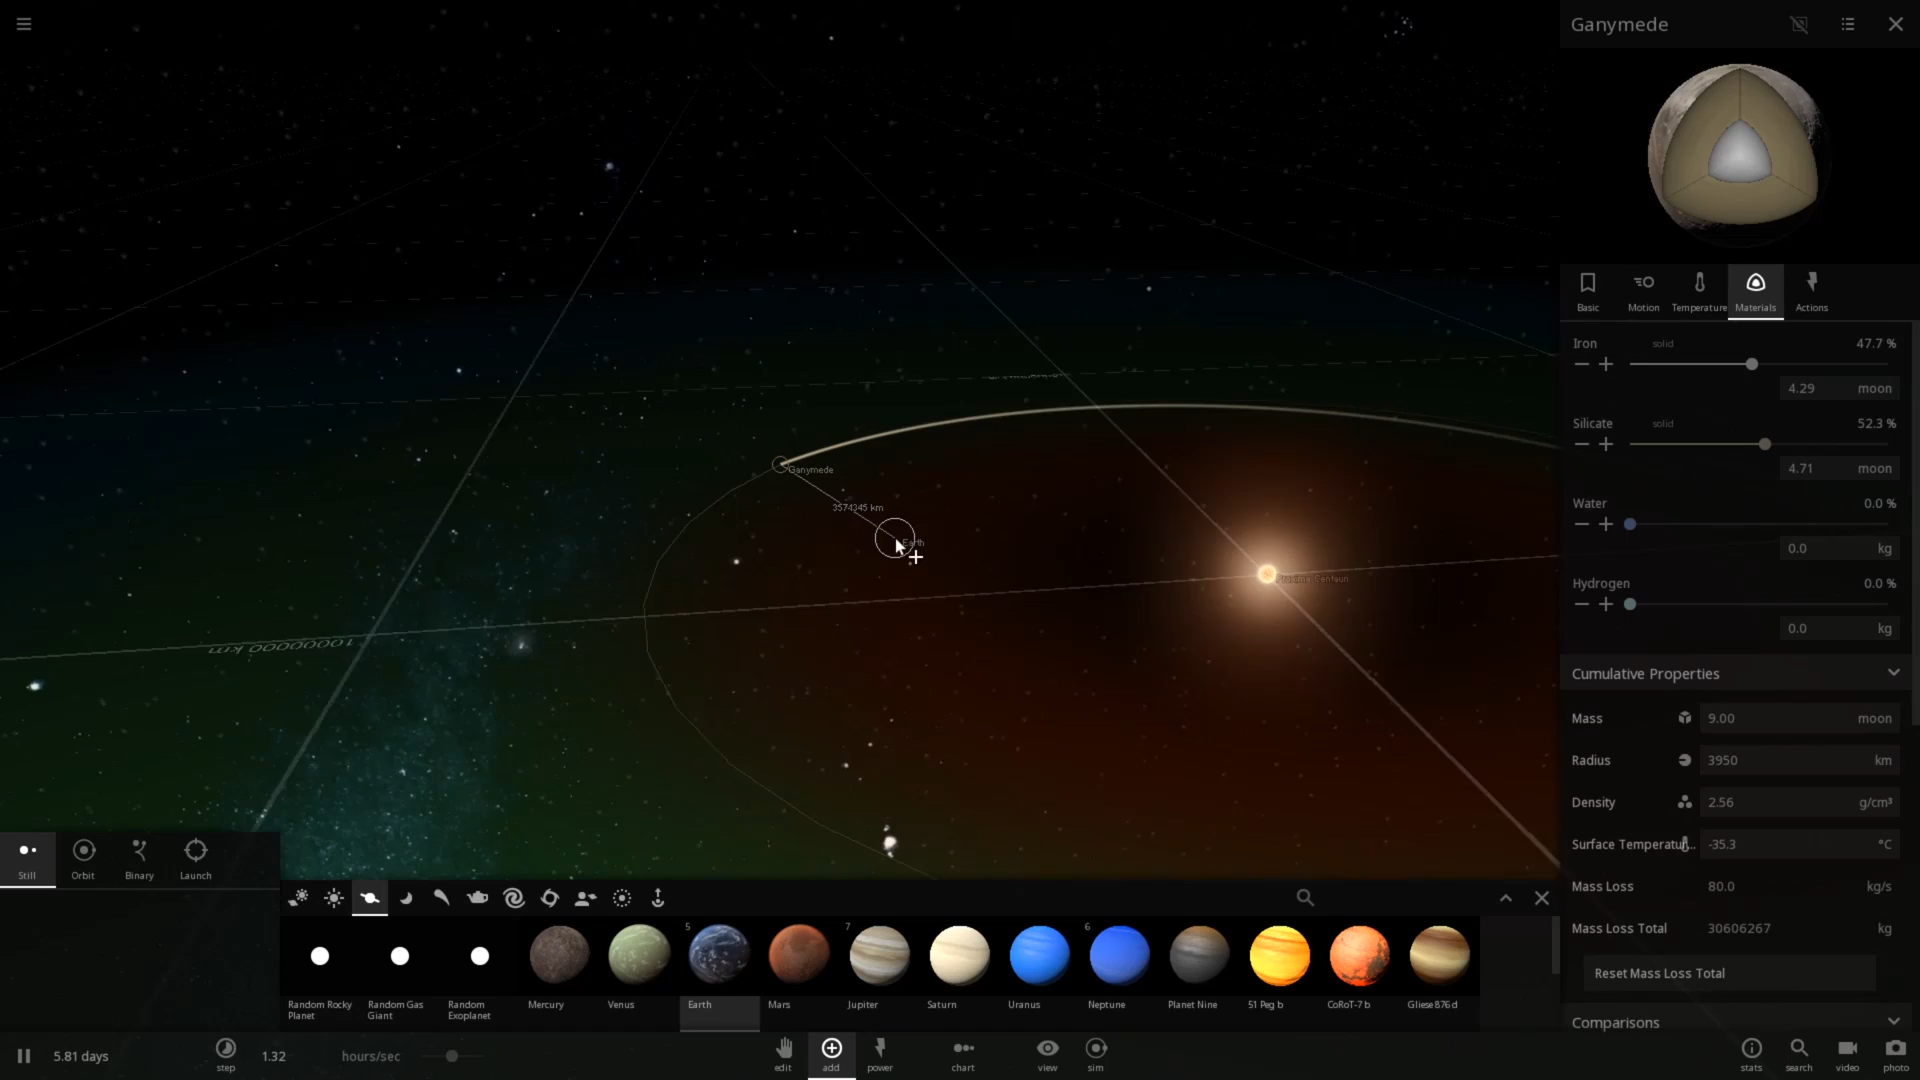 Ganymede
Basic
Motion
Temperature
Materials
Actions
Iron
solid
47.7 %
4.29 moon
Silicate
solid
52.3 %
4.71 moon
Water
0.0 %
0.0 kg
Hydrogen
0.0 %
0.0 kg
Cumulative Properties
Mass
9.00 moon
Radius
3950 km
Density
2.56 g/cm³
Surface Temperatur...
-35.3 °C
Mass Loss
80.0 kg/s
Mass Loss Total
30606267 kg
Reset Mass Loss Total
Comparisons
Ganymede
3574345 km
Earth
Proxima Centauri
10000000 km
Still
Orbit
Binary
Launch
5
7
6
Random Rocky Planet
Random Gas Giant
Random Exoplanet
Mercury
Venus
Earth
Mars
Jupiter
Saturn
Uranus
Neptune
Planet Nine
51 Peg b
CoRoT-7 b
Gliese 876 d
5.81 days
step
1.32
hours/sec
edit
add
power
chart
view
sim
stats
search
video
photo